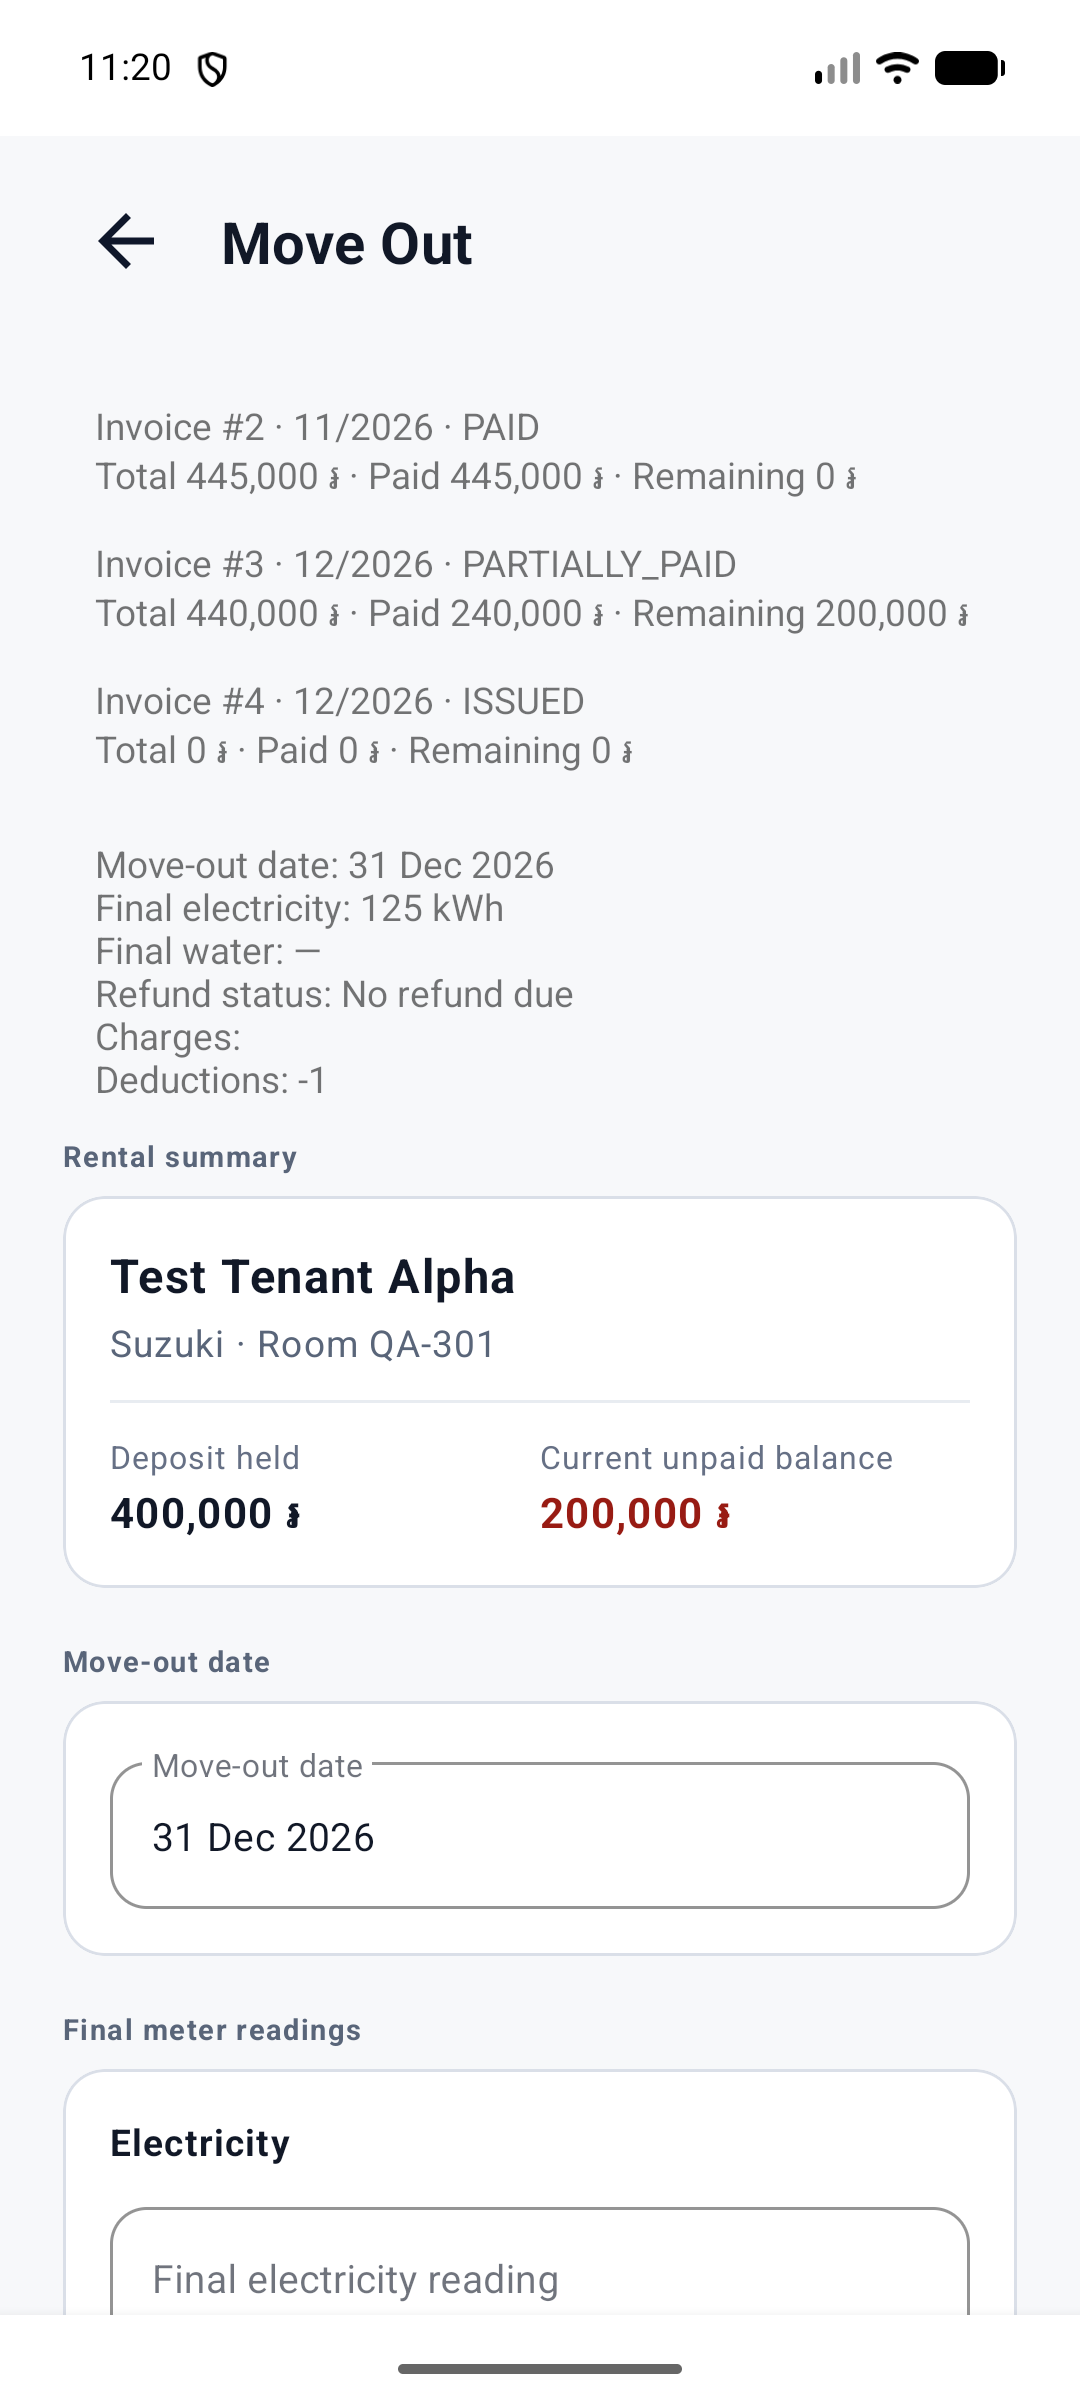 11:20
Move Out
Invoice #2 · 11/2026 · PAID
Total 445,000 ៛ · Paid 445,000 ៛ · Remaining 0 ៛
Invoice #3 · 12/2026 · PARTIALLY_PAID
Total 440,000 ៛ · Paid 240,000 ៛ · Remaining 200,000 ៛
Invoice #4 · 12/2026 · ISSUED
Total 0 ៛ · Paid 0 ៛ · Remaining 0 ៛
Move-out date: 31 Dec 2026
Final electricity: 125 kWh
Final water: —
Refund status: No refund due
Charges:
Deductions: -1
Rental summary
Test Tenant Alpha
Suzuki · Room QA-301
Deposit held
400,000 ៛
Current unpaid balance
200,000 ៛
Move-out date
Move-out date
31 Dec 2026
Final meter readings
Electricity
Final electricity reading